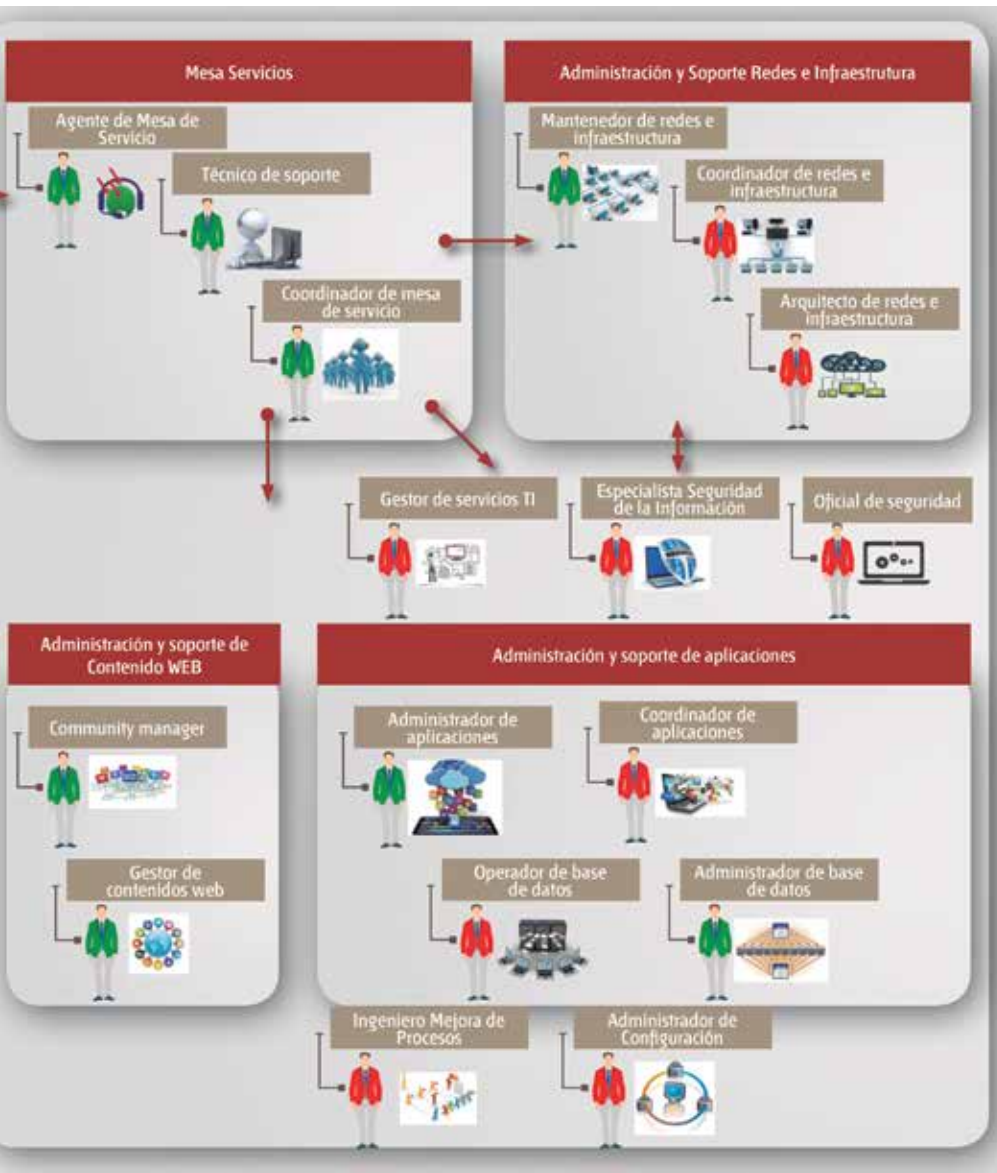 Mesa Servicios
Agente de Mesa de
Servicio
Técnico de soporte
Coordinador de mesa
de servicio
Administración y Soporte Redes e Infraestrutura
Mantenedor de redes e
infraestructura
Coordinador de redes e
infraestructura
Arquitecto de redes e
infraestructura
Gestor de servicios TI
Especialista Seguridad
de la Información
Oficial de seguridad
Administración y soporte de
Contenido WEB
Community manager
Gestor de
contenidos web
Administración y soporte de aplicaciones
Administrador de
aplicaciones
Coordinador de
aplicaciones
Operador de base
de datos
Administrador de base
de datos
Ingeniero Mejora de
Procesos
Administrador de
Configuración